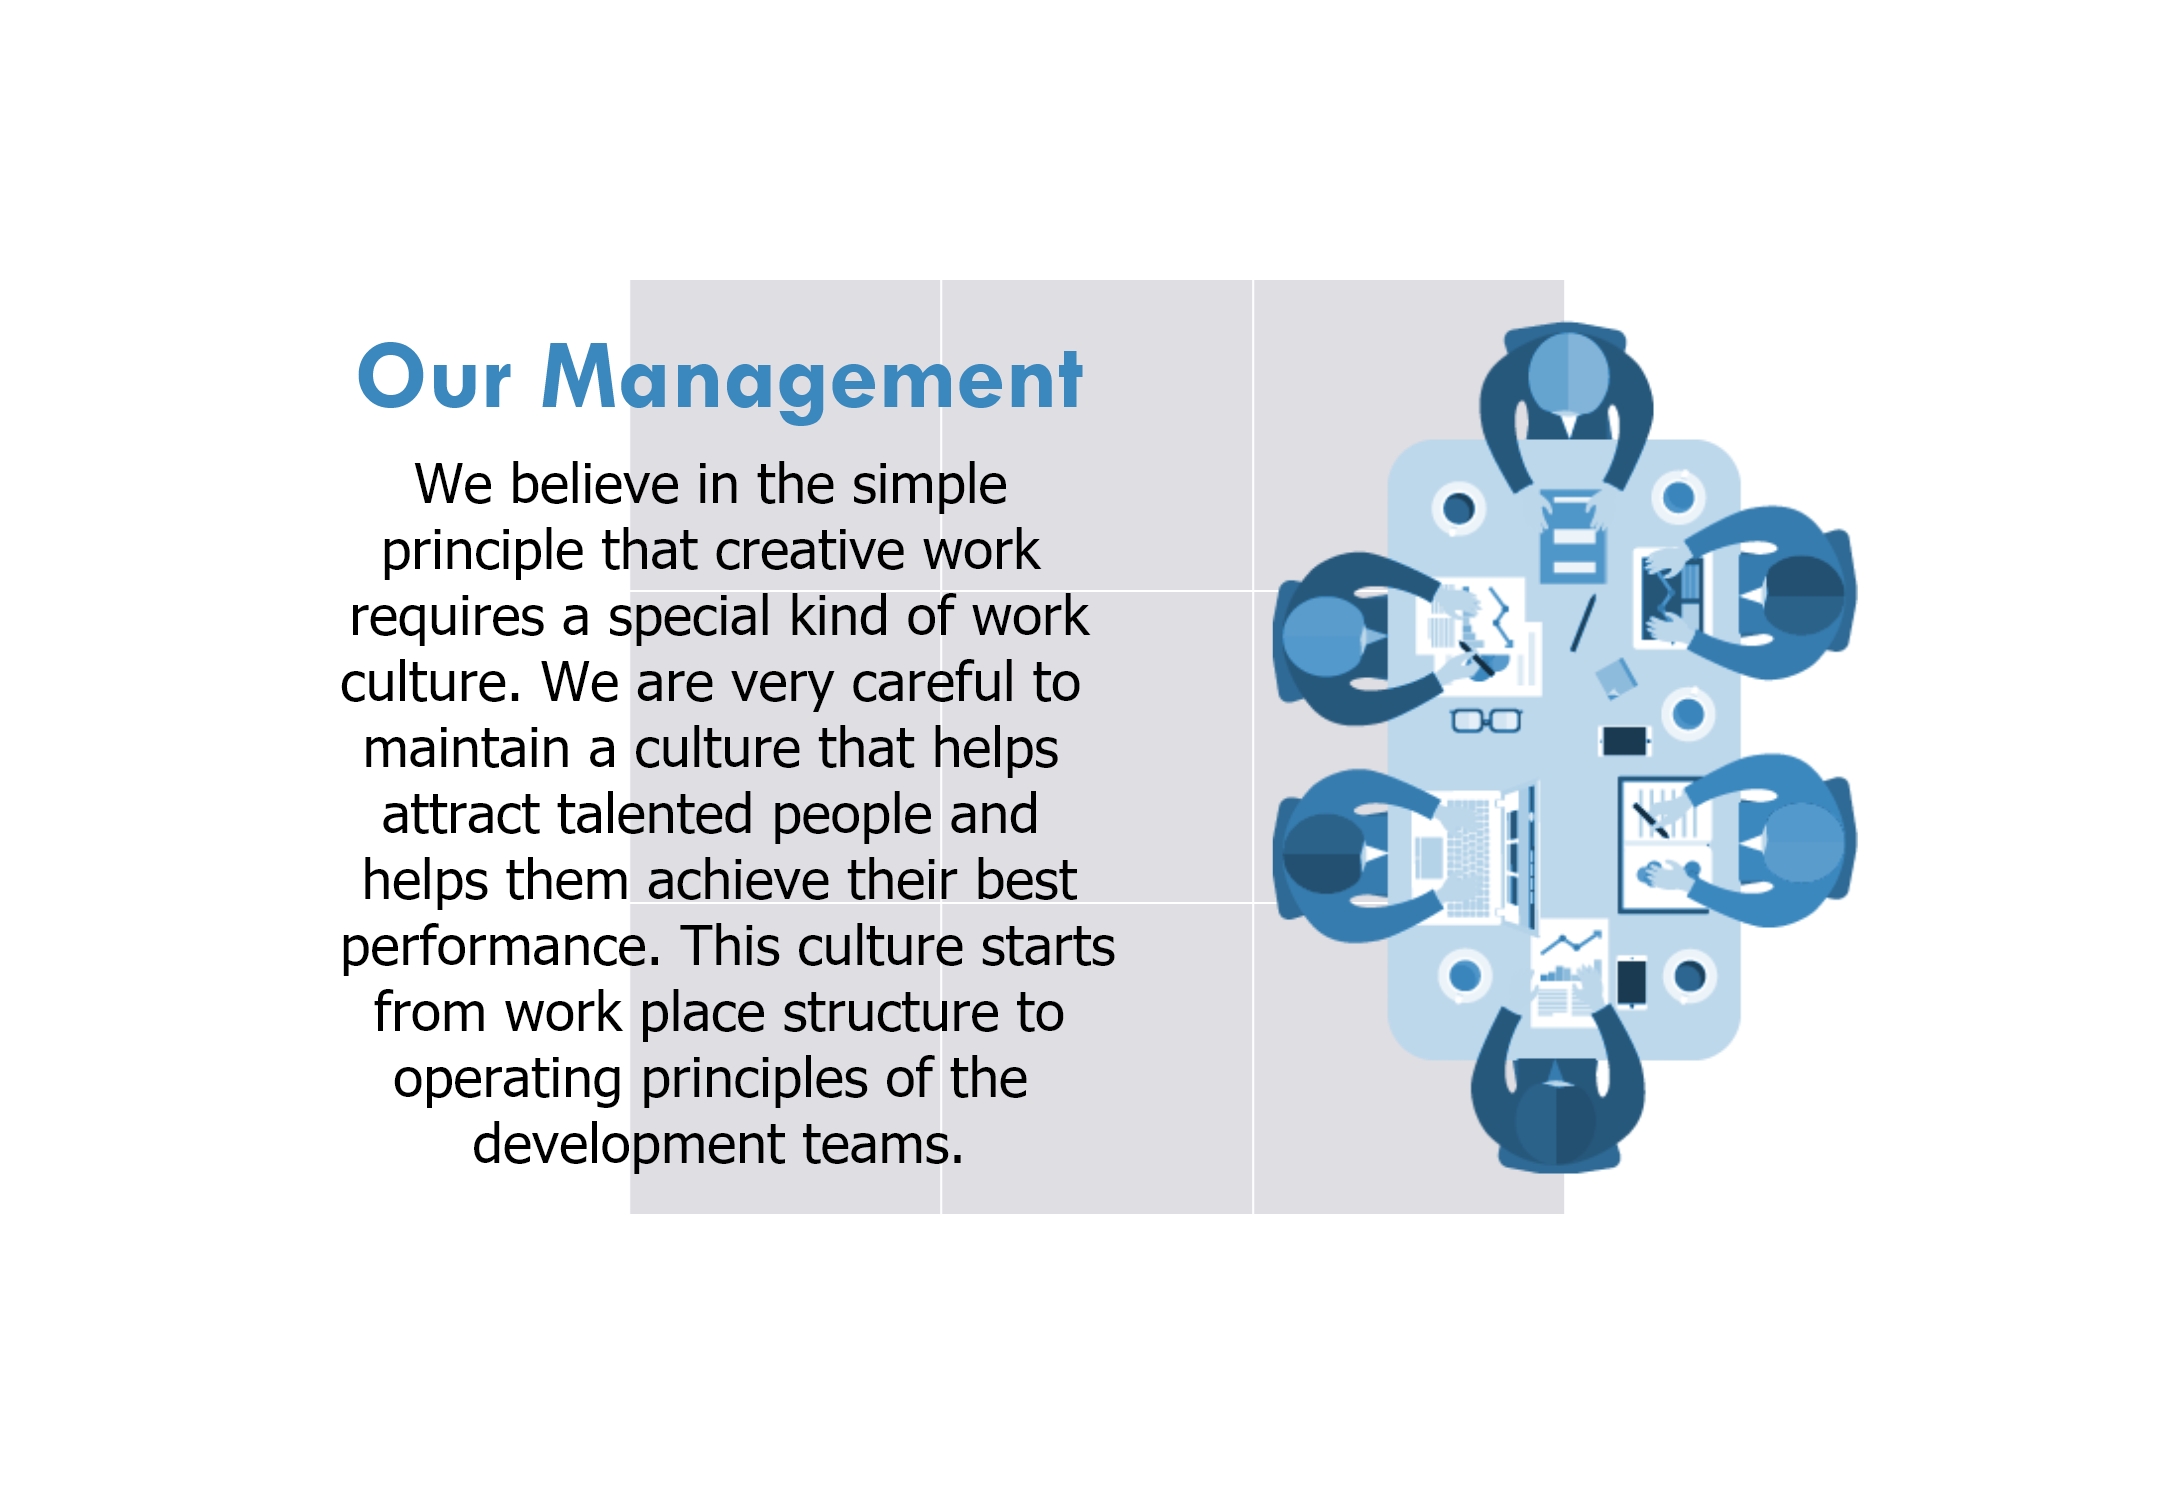 Our Management
We believe in the simple
principle that creative work
requires a special kind of work
culture. We are very careful to
maintain a culture that helps
attract talented people and
helps them achieve their best
performance. This culture starts
from work place structure to
operating principles of the
development teams.